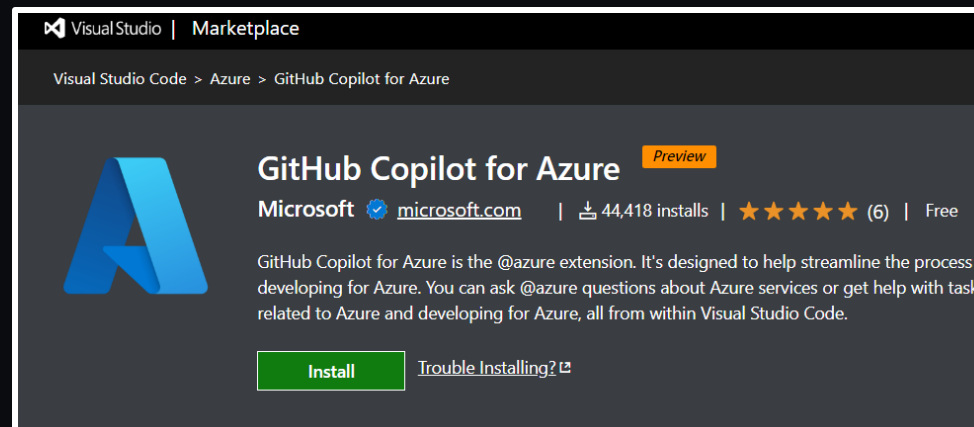 Visual Studio | Marketplace
Visual Studio Code > Azure > GitHub Copilot for Azure
GitHub Copilot for Azure Preview
Microsoft microsoft.com | 44,418 installs | (6) | Free
GitHub Copilot for Azure is the @azure extension. It's designed to help streamline the process
developing for Azure. You can ask @azure questions about Azure services or get help with task
related to Azure and developing for Azure, all from within Visual Studio Code.
Install Trouble Installing?